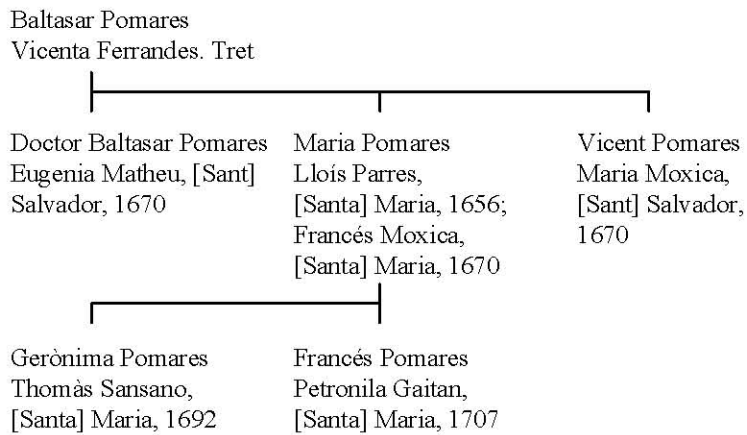 Baltasar Pomares
Vicenta Ferrandes. Tret
Doctor Baltasar Pomares
Eugenia Matheu, [Sant]
Salvador, 1670
Maria Pomares
Lloís Parres,
[Santa] Maria, 1656;
Francés Moxica,
[Santa] Maria, 1670
Vicent Pomares
Maria Moxica,
[Sant] Salvador,
1670
Gerònima Pomares
Thomàs Sansano,
[Santa] Maria, 1692
Francés Pomares
Petronila Gaitan,
[Santa] Maria, 1707